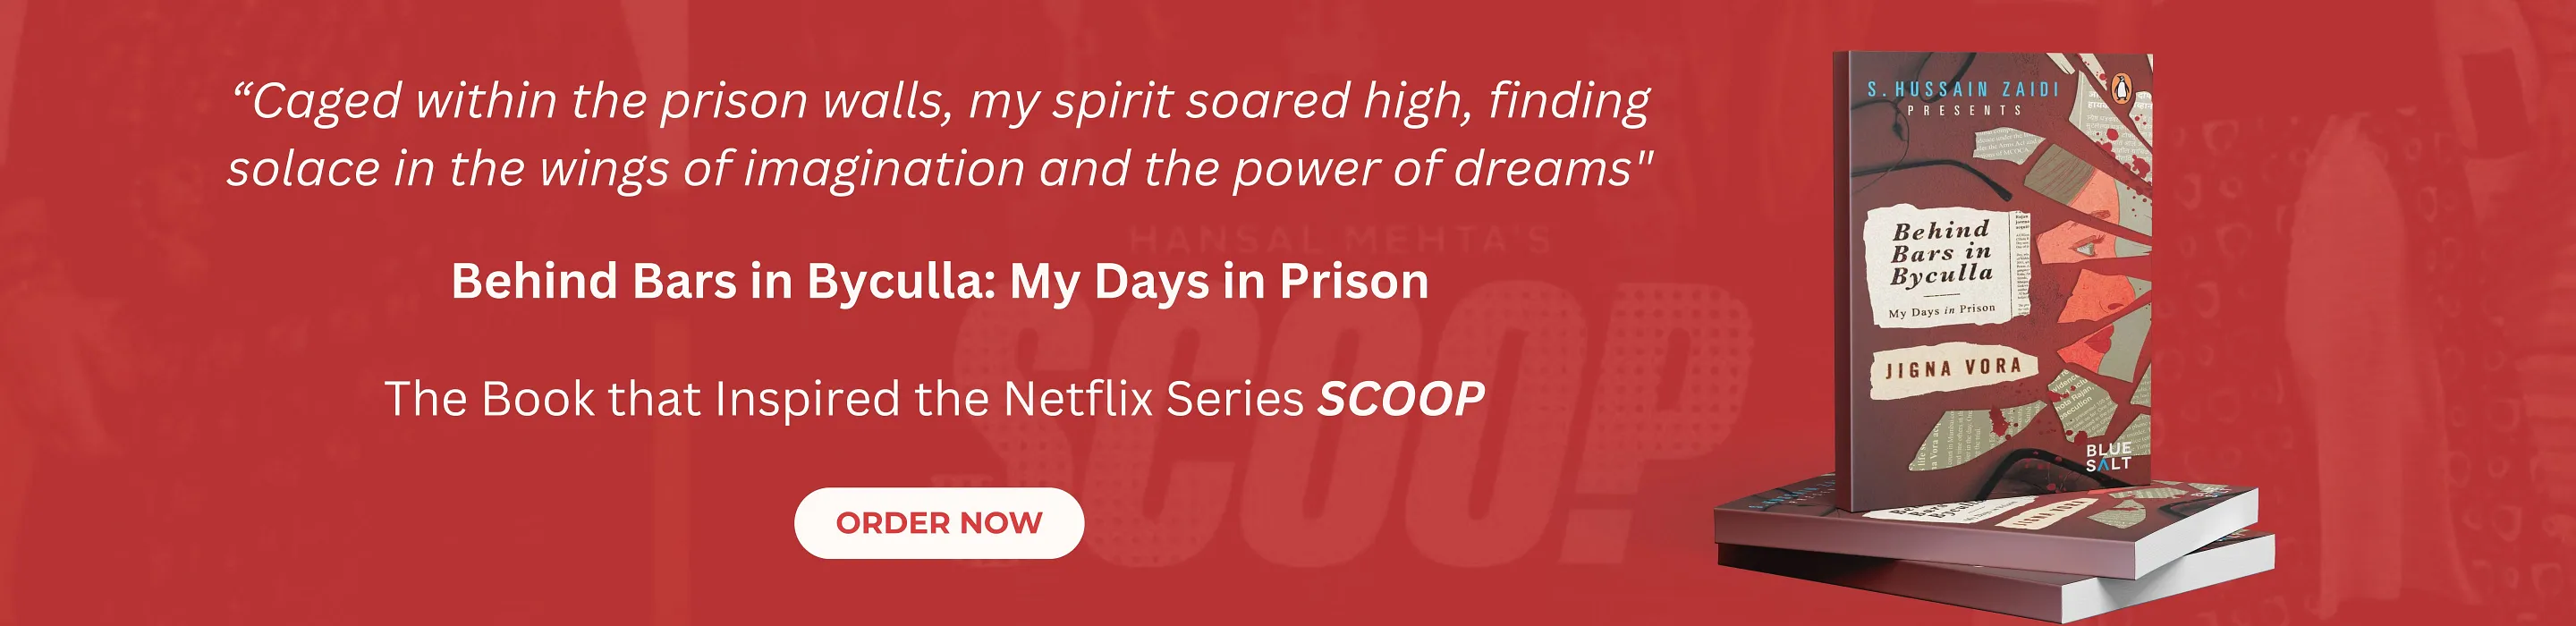 “Caged within the prison walls, my spirit soared high, finding
solace in the wings of imagination and the power of dreams"
HANSAL MEHTA'S
SCOOP
Behind Bars in Byculla: My Days in Prison
The Book that Inspired the Netflix Series SCOOP
ORDER NOW
S. HUSSAIN ZAIDI
PRESENTS
Behind
Bars in
Byculla
My Days in Prison
JIGNA VORA
BLUE
SALT